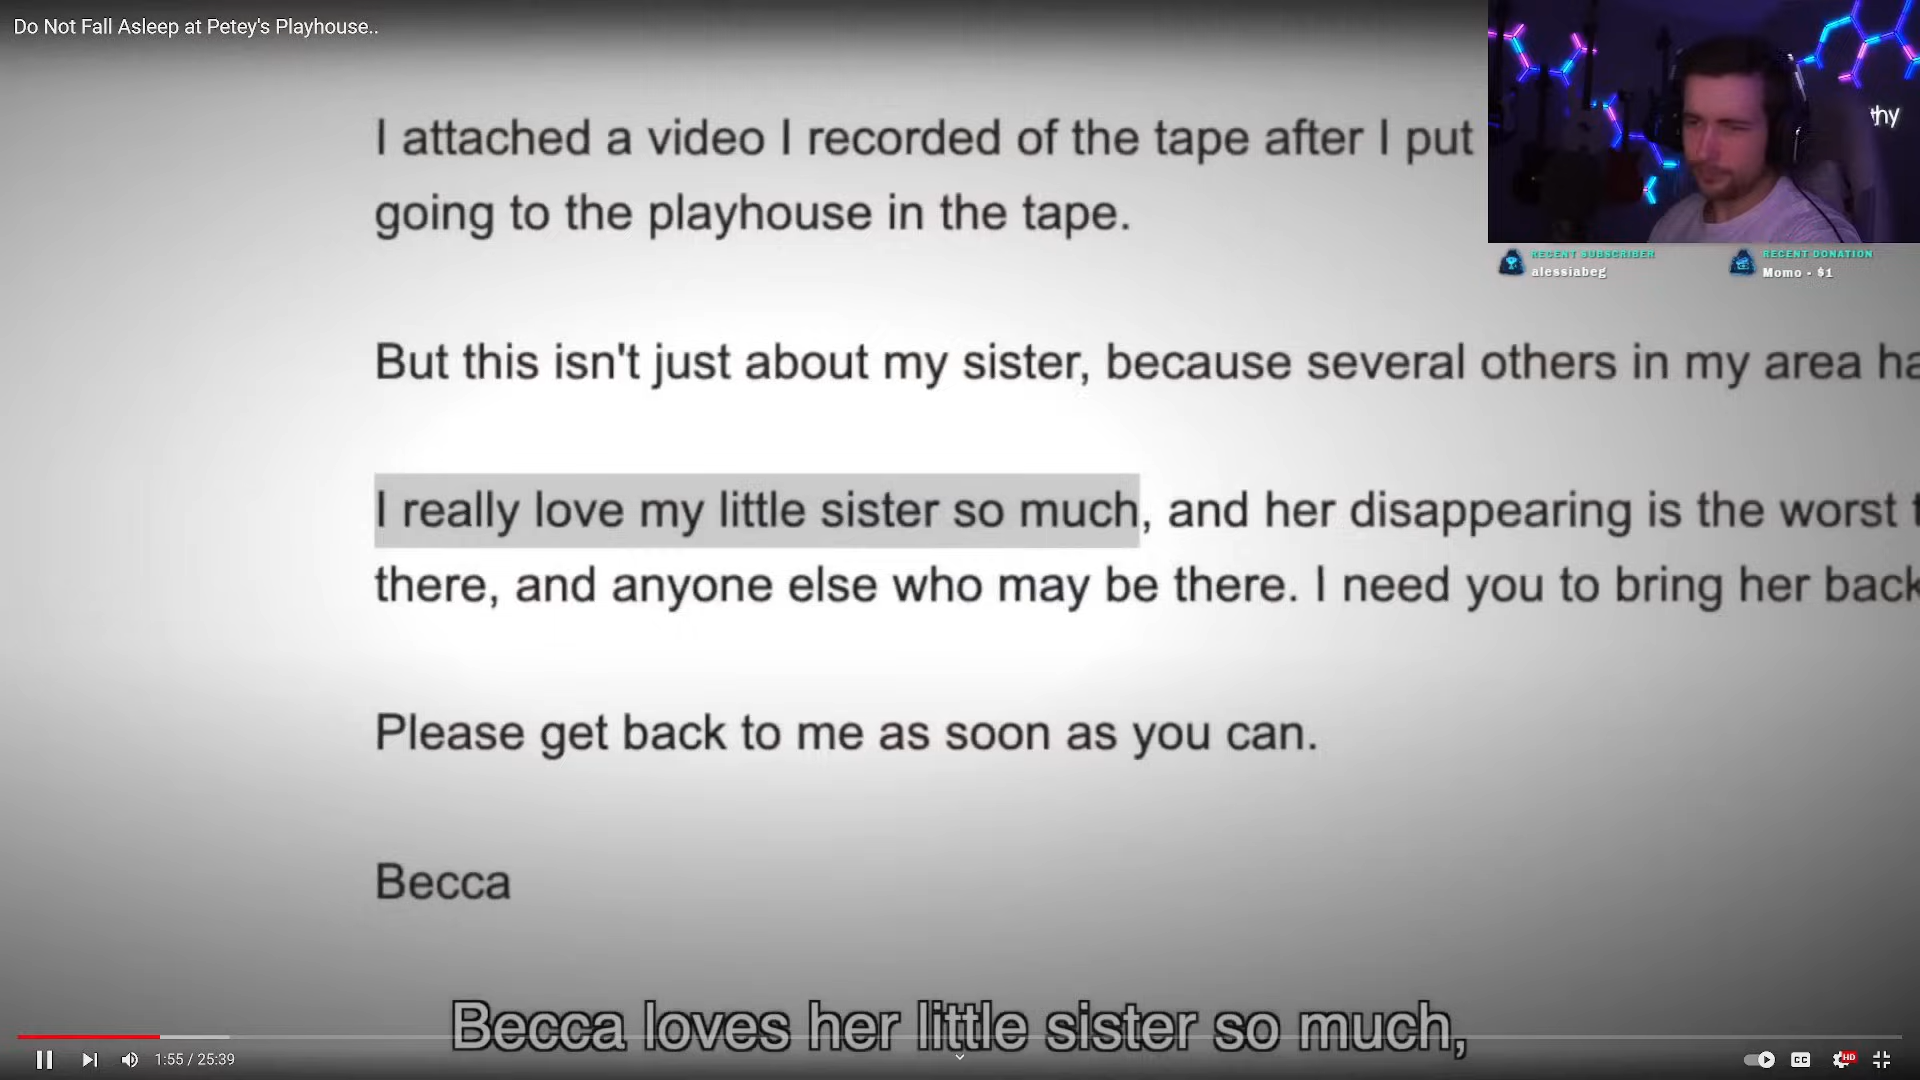 Do Not Fall Asleep at Petey's Playhouse..
I attached a video I recorded of the tape after I put
going to the playhouse in the tape.
hy
RECENT SUBSCRIBER
alessiabeg
RECENT DONATION
Momo - $1
But this isn't just about my sister, because several others in my area ha
I really love my little sister so much, and her disappearing is the worst t
there, and anyone else who may be there. I need you to bring her back
Please get back to me as soon as you can.
Becca
Becca loves her little sister so much,
1:55 / 25:39
CC
HD